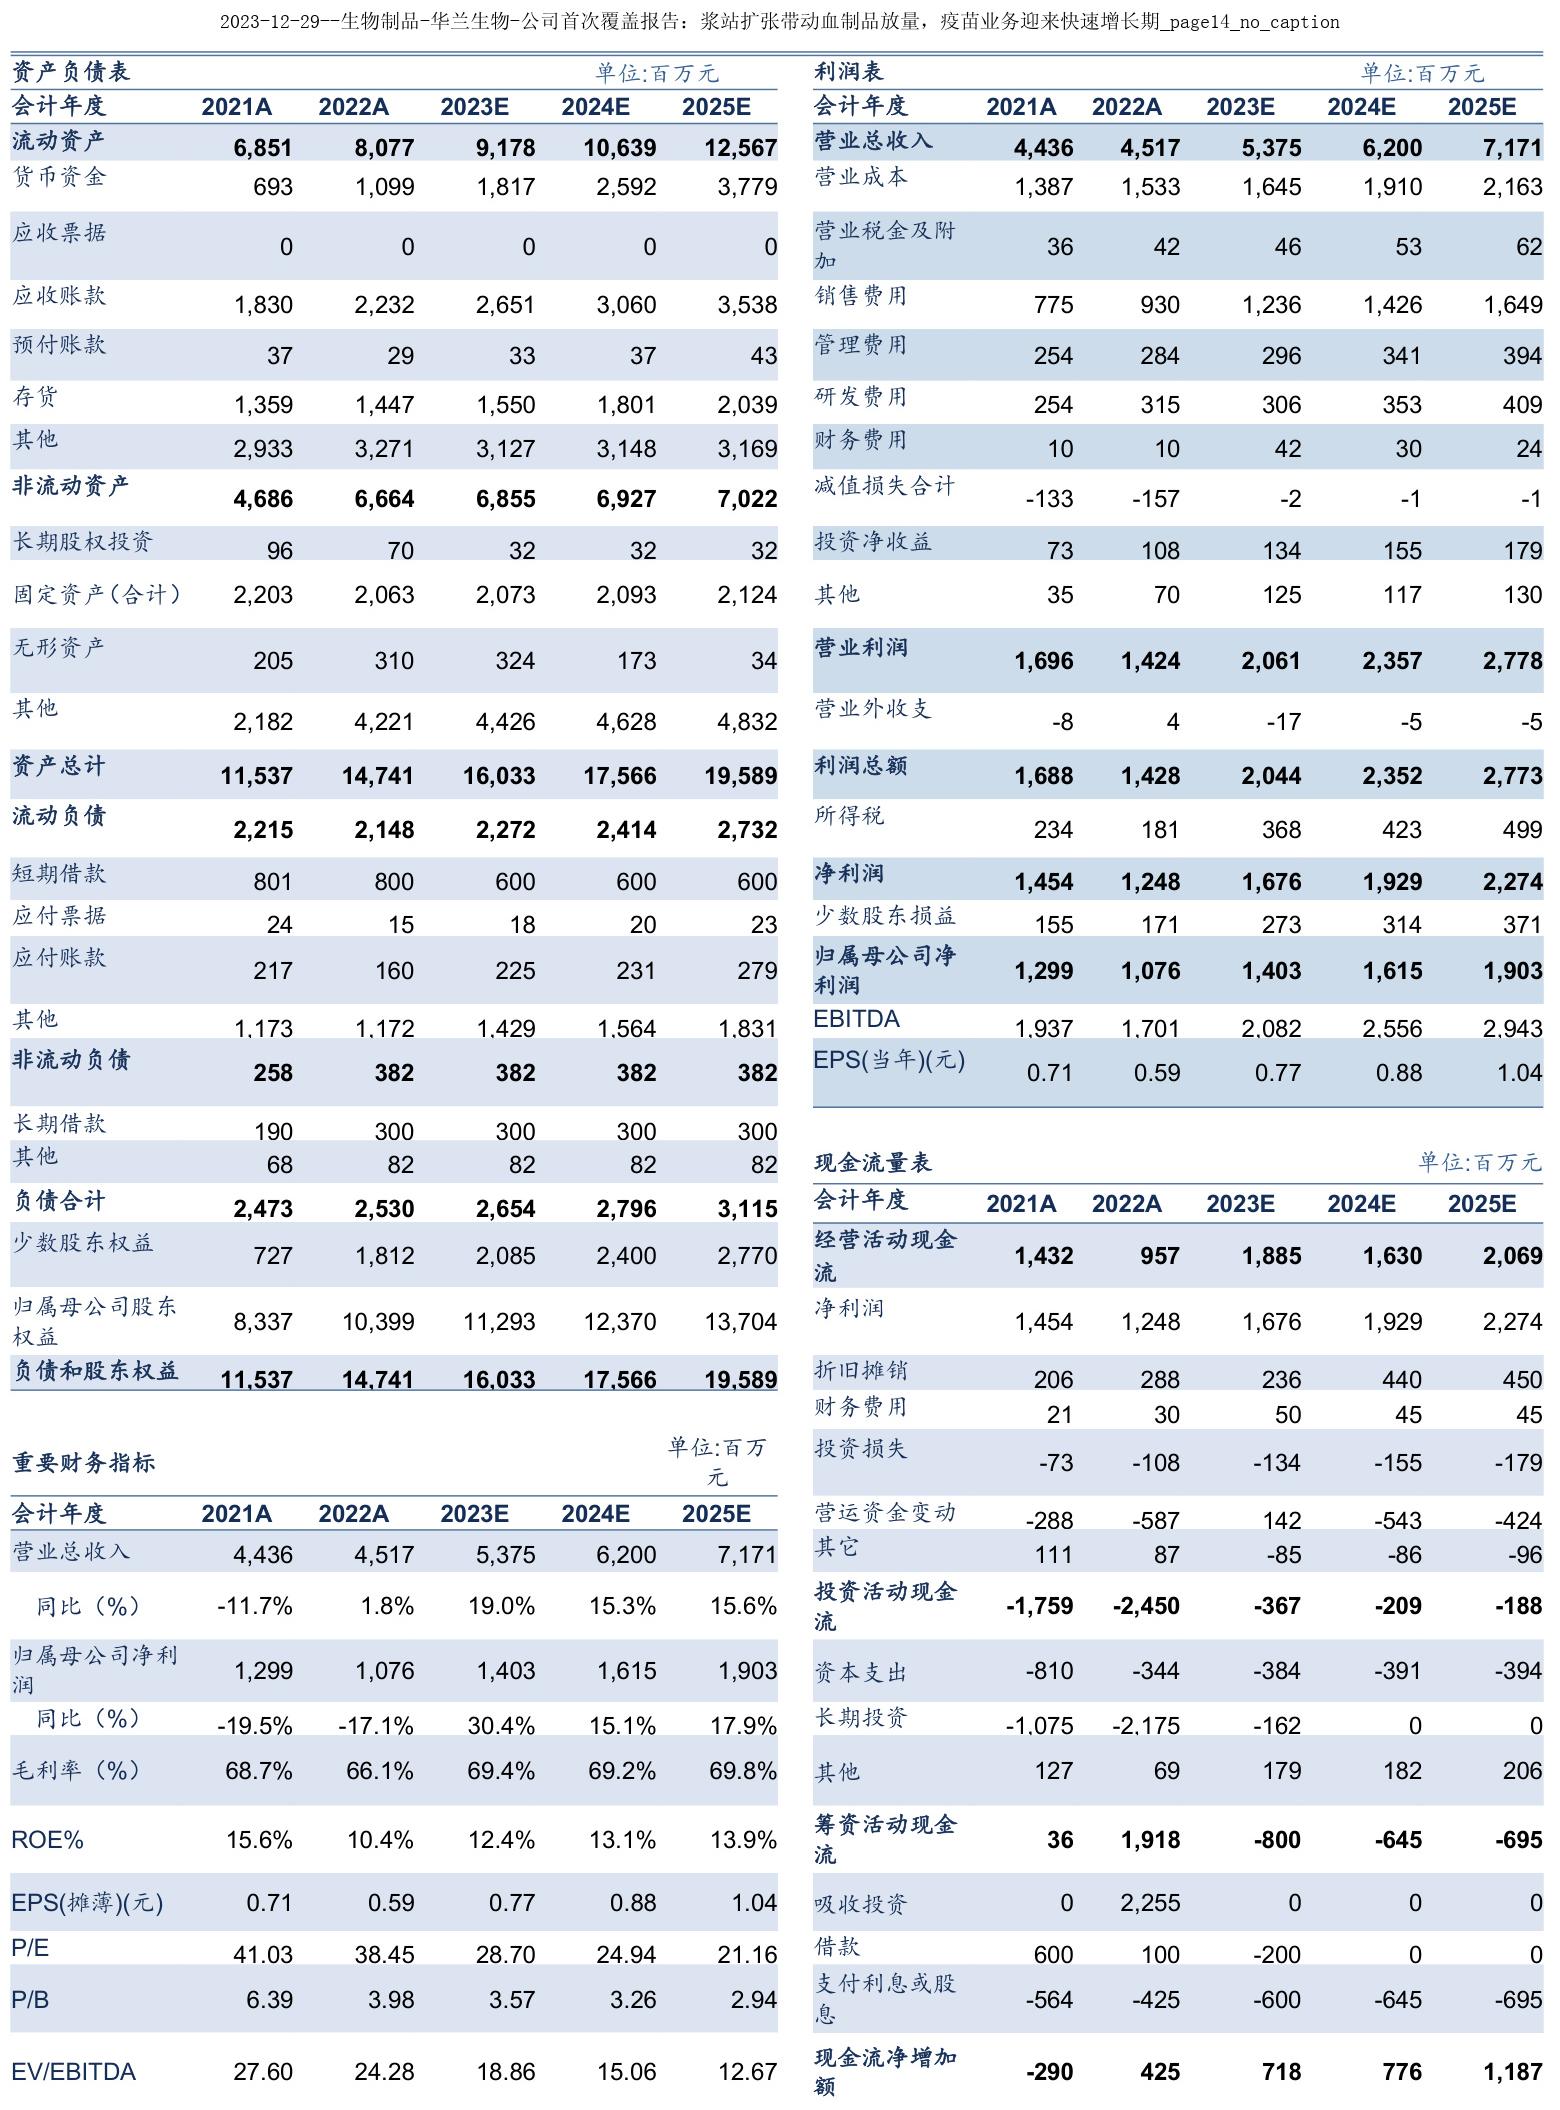 2023-12-29--生物制品-华兰生物-公司首次覆盖报告：浆站扩张带动血制品放量，疫苗业务迎来快速增长期_page14_no_caption
资产负债表 单位:百万元
会计年度 2021A 2022A 2023E 2024E 2025E
流动资产 6,851 8,077 9,178 10,639 12,567
货币资金 693 1,099 1,817 2,592 3,779
应收票据 0 0 0 0 0
应收账款 1,830 2,232 2,651 3,060 3,538
预付账款 37 29 33 37 43
存货 1,359 1,447 1,550 1,801 2,039
其他 2,933 3,271 3,127 3,148 3,169
非流动资产 4,686 6,664 6,855 6,927 7,022
长期股权投资 96 70 32 32 32
固定资产(合计) 2,203 2,063 2,073 2,093 2,124
无形资产 205 310 324 173 34
其他 2,182 4,221 4,426 4,628 4,832
资产总计 11,537 14,741 16,033 17,566 19,589
流动负债 2,215 2,148 2,272 2,414 2,732
短期借款 801 800 600 600 600
应付票据 24 15 18 20 23
应付账款 217 160 225 231 279
其他 1,173 1,172 1,429 1,564 1,831
非流动负债 258 382 382 382 382
长期借款 190 300 300 300 300
其他 68 82 82 82 82
负债合计 2,473 2,530 2,654 2,796 3,115
少数股东权益 727 1,812 2,085 2,400 2,770
归属母公司股东
权益 8,337 10,399 11,293 12,370 13,704
负债和股东权益 11,537 14,741 16,033 17,566 19,589
重要财务指标 单位:百万
元
会计年度 2021A 2022A 2023E 2024E 2025E
营业总收入 4,436 4,517 5,375 6,200 7,171
同比（%） -11.7% 1.8% 19.0% 15.3% 15.6%
归属母公司净利
润 1,299 1,076 1,403 1,615 1,903
同比（%） -19.5% -17.1% 30.4% 15.1% 17.9%
毛利率（%） 68.7% 66.1% 69.4% 69.2% 69.8%
ROE% 15.6% 10.4% 12.4% 13.1% 13.9%
EPS(摊薄)(元) 0.71 0.59 0.77 0.88 1.04
P/E 41.03 38.45 28.70 24.94 21.16
P/B 6.39 3.98 3.57 3.26 2.94
EV/EBITDA 27.60 24.28 18.86 15.06 12.67
利润表 单位:百万元
会计年度 2021A 2022A 2023E 2024E 2025E
营业总收入 4,436 4,517 5,375 6,200 7,171
营业成本 1,387 1,533 1,645 1,910 2,163
营业税金及附
加 36 42 46 53 62
销售费用 775 930 1,236 1,426 1,649
管理费用 254 284 296 341 394
研发费用 254 315 306 353 409
财务费用 10 10 42 30 24
减值损失合计 -133 -157 -2 -1 -1
投资净收益 73 108 134 155 179
其他 35 70 125 117 130
营业利润 1,696 1,424 2,061 2,357 2,778
营业外收支 -8 4 -17 -5 -5
利润总额 1,688 1,428 2,044 2,352 2,773
所得税 234 181 368 423 499
净利润 1,454 1,248 1,676 1,929 2,274
少数股东损益 155 171 273 314 371
归属母公司净
利润 1,299 1,076 1,403 1,615 1,903
EBITDA 1,937 1,701 2,082 2,556 2,943
EPS(当年)(元) 0.71 0.59 0.77 0.88 1.04
现金流量表 单位:百万元
会计年度 2021A 2022A 2023E 2024E 2025E
经营活动现金
流 1,432 957 1,885 1,630 2,069
净利润 1,454 1,248 1,676 1,929 2,274
折旧摊销 206 288 236 440 450
财务费用 21 30 50 45 45
投资损失 -73 -108 -134 -155 -179
营运资金变动 -288 -587 142 -543 -424
其它 111 87 -85 -86 -96
投资活动现金
流 -1,759 -2,450 -367 -209 -188
资本支出 -810 -344 -384 -391 -394
长期投资 -1,075 -2,175 -162 0 0
其他 127 69 179 182 206
筹资活动现金
流 36 1,918 -800 -645 -695
吸收投资 0 2,255 0 0 0
借款 600 100 -200 0 0
支付利息或股
息 -564 -425 -600 -645 -695
现金流净增加
额 -290 425 718 776 1,187